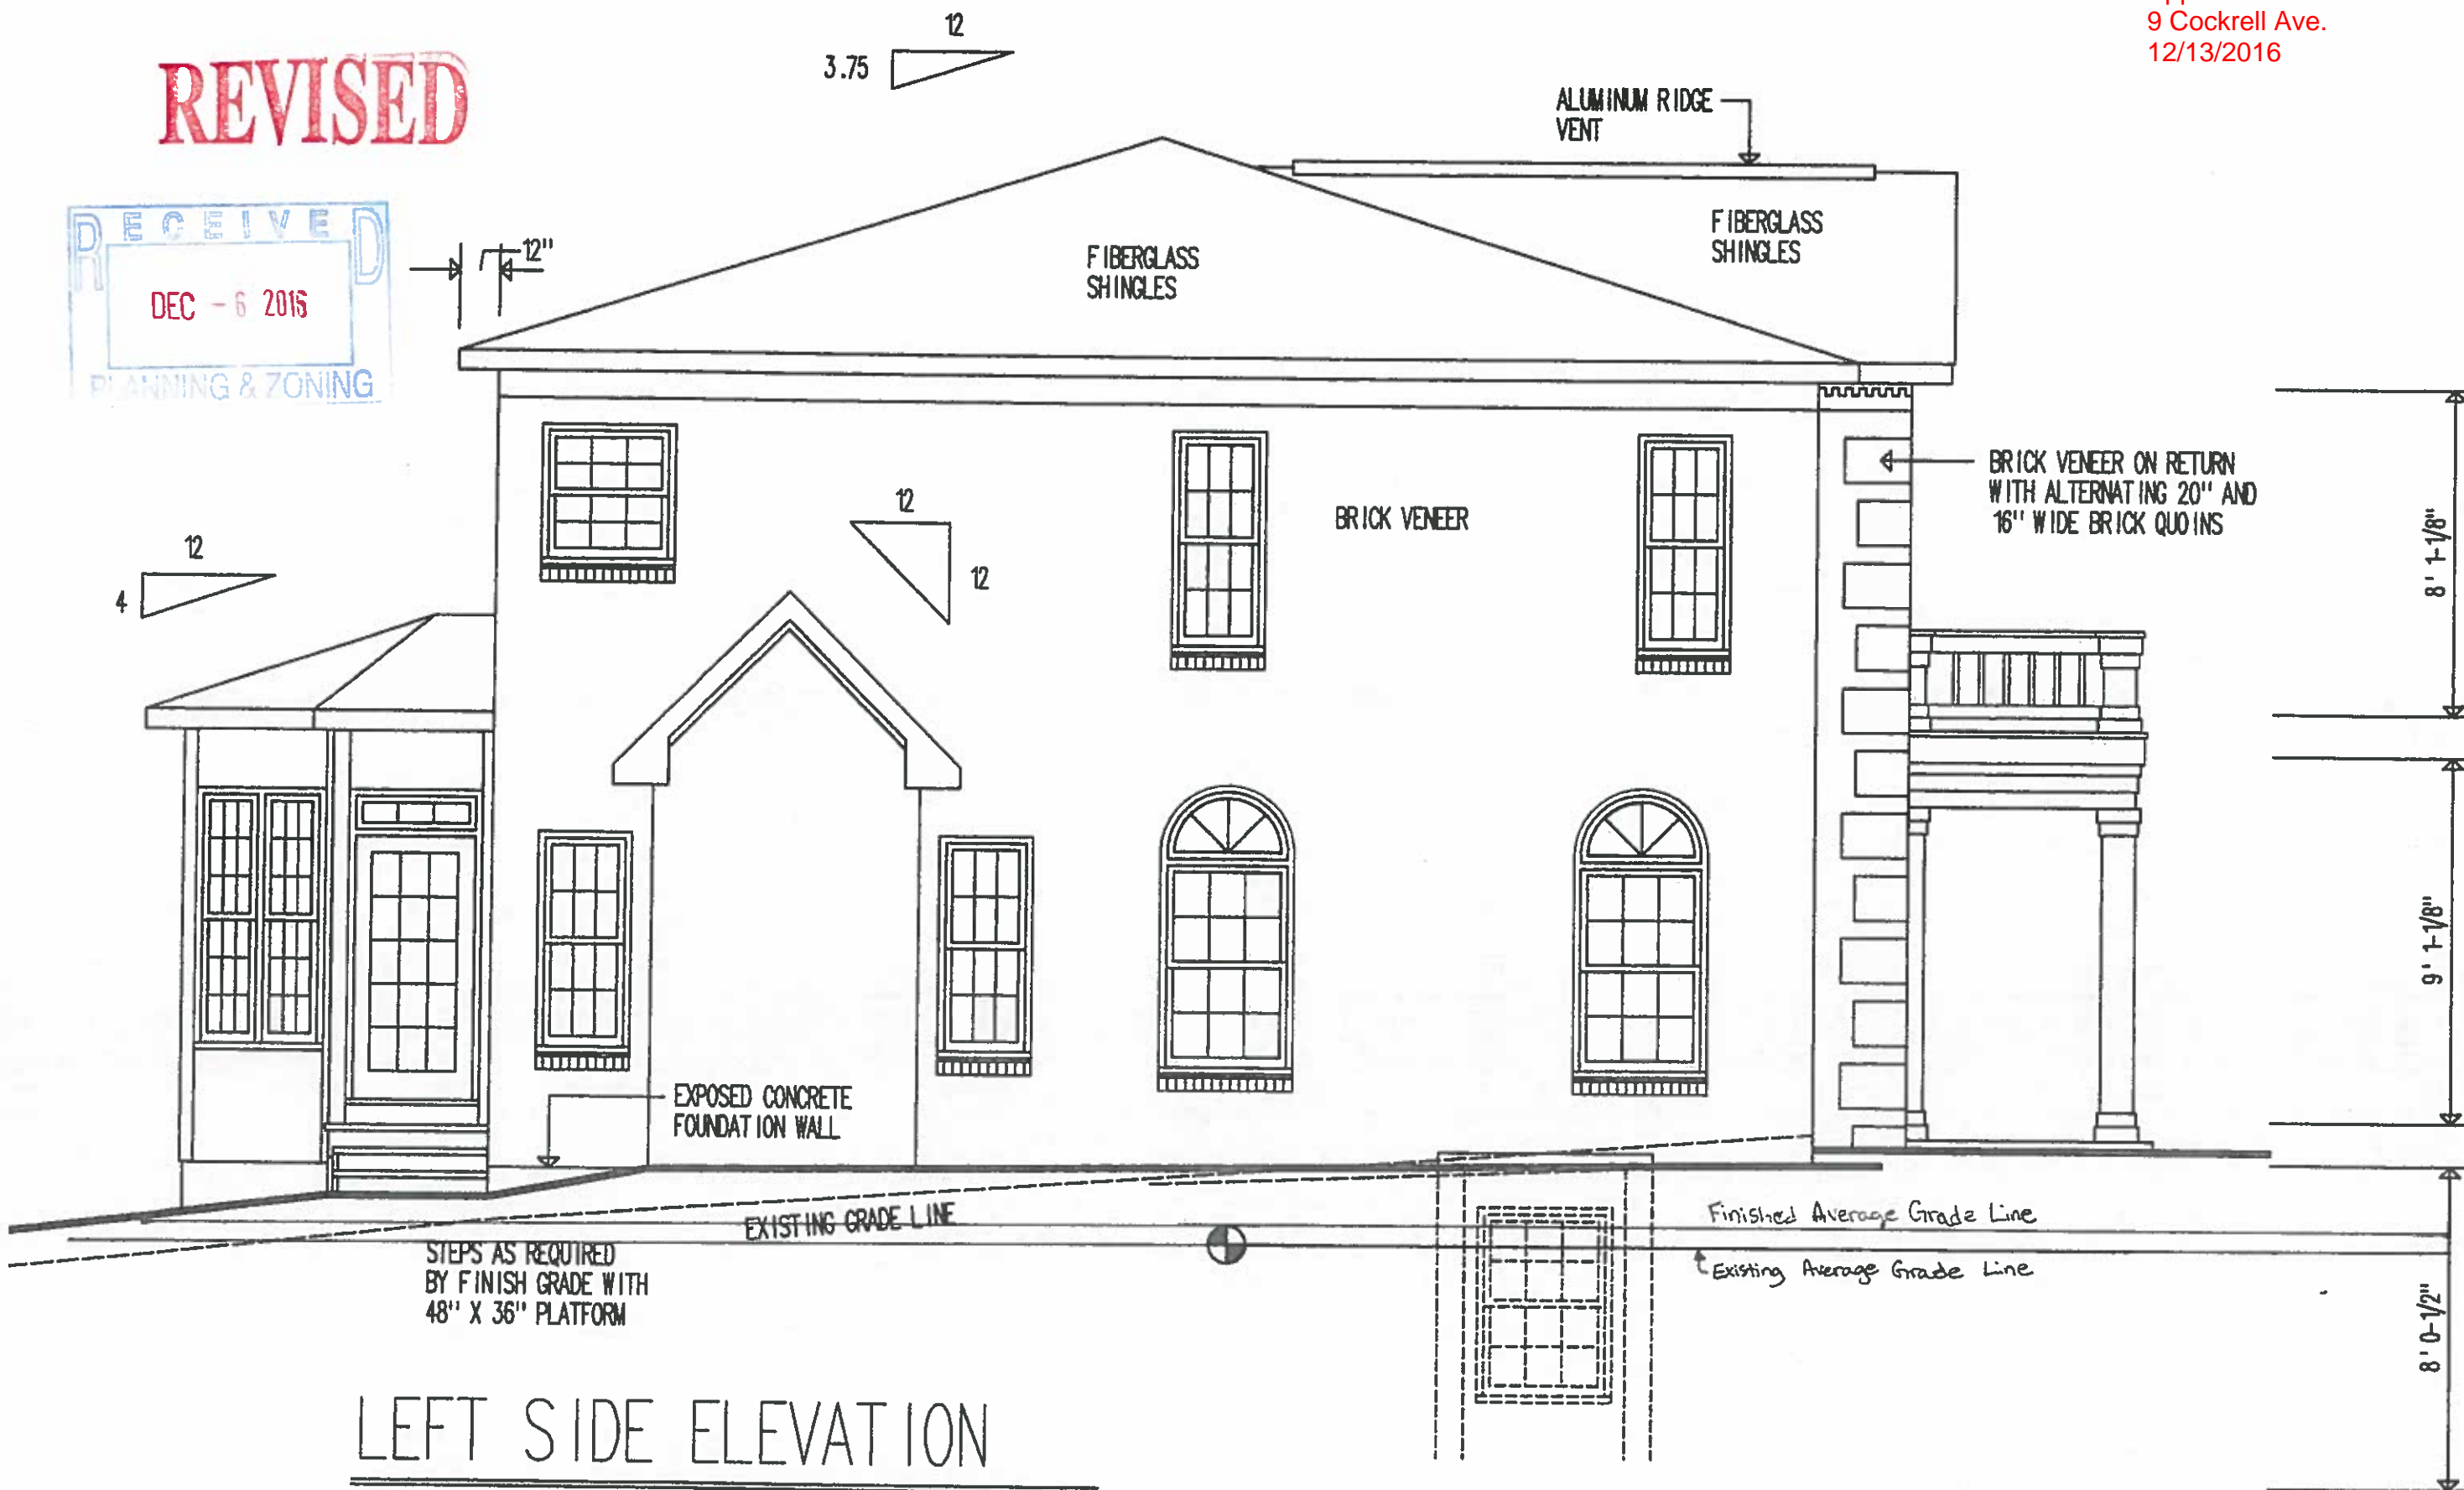 9 Cockrell Ave.
12/13/2016
REVISED
RECEIVED
DEC - 6 2016
PLANNING & ZONING
12
3.75
ALUMINUM RIDGE
VENT
12"
FIBERGLASS
SHINGLES
FIBERGLASS
SHINGLES
12
4
12
12
BRICK VENEER
BRICK VENEER ON RETURN
WITH ALTERNATING 20" AND
16" WIDE BRICK QUOINS
8' 1-1/8"
9' 1-1/8"
EXPOSED CONCRETE
FOUNDATION WALL
EXISTING GRADE LINE
Finished Average Grade Line
Existing Average Grade Line
STEPS AS REQUIRED
BY FINISH GRADE WITH
48" X 36" PLATFORM
8' 0-1/2"
LEFT SIDE ELEVATION